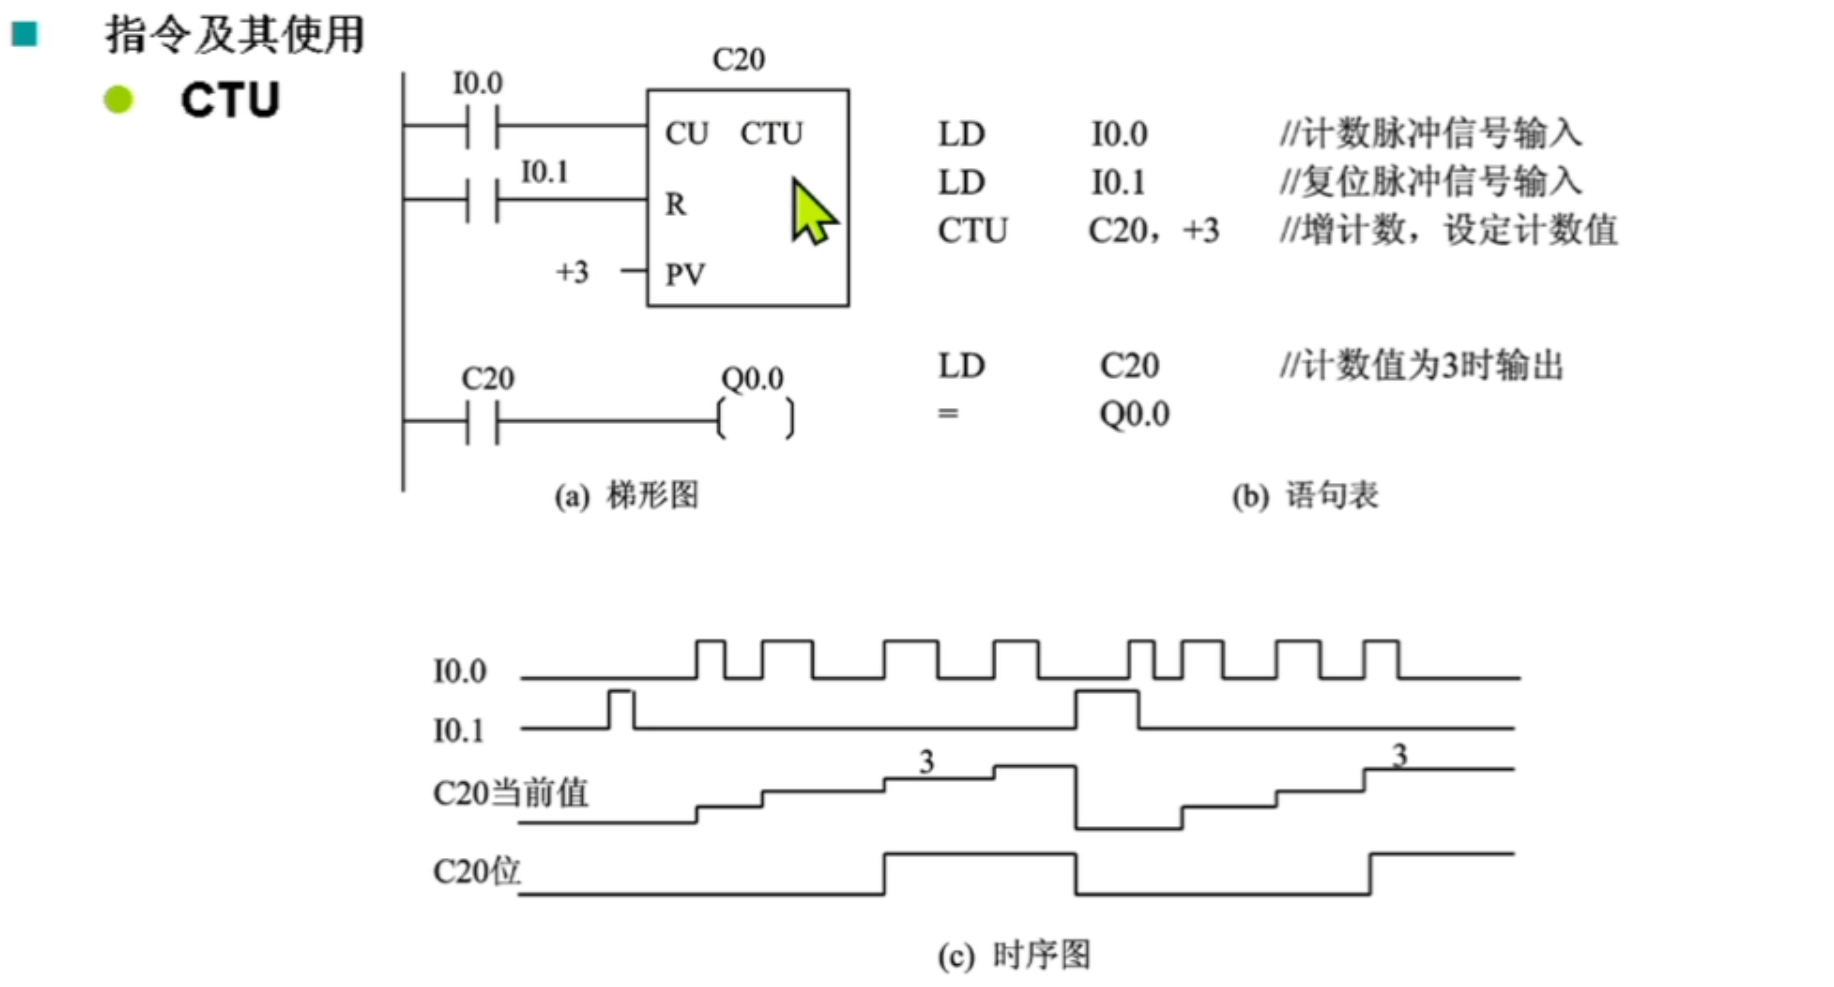 指令及其使用
CTU
C20
I0.0
CU CTU
I0.1
R
+3 PV
C20 Q0.0
(a) 梯形图
LD I0.0 //计数脉冲信号输入
LD I0.1 //复位脉冲信号输入
CTU C20，+3 //增计数，设定计数值
LD C20 //计数值为3时输出
= Q0.0
(b) 语句表
I0.0
I0.1
3 3
C20当前值
C20位
(c) 时序图